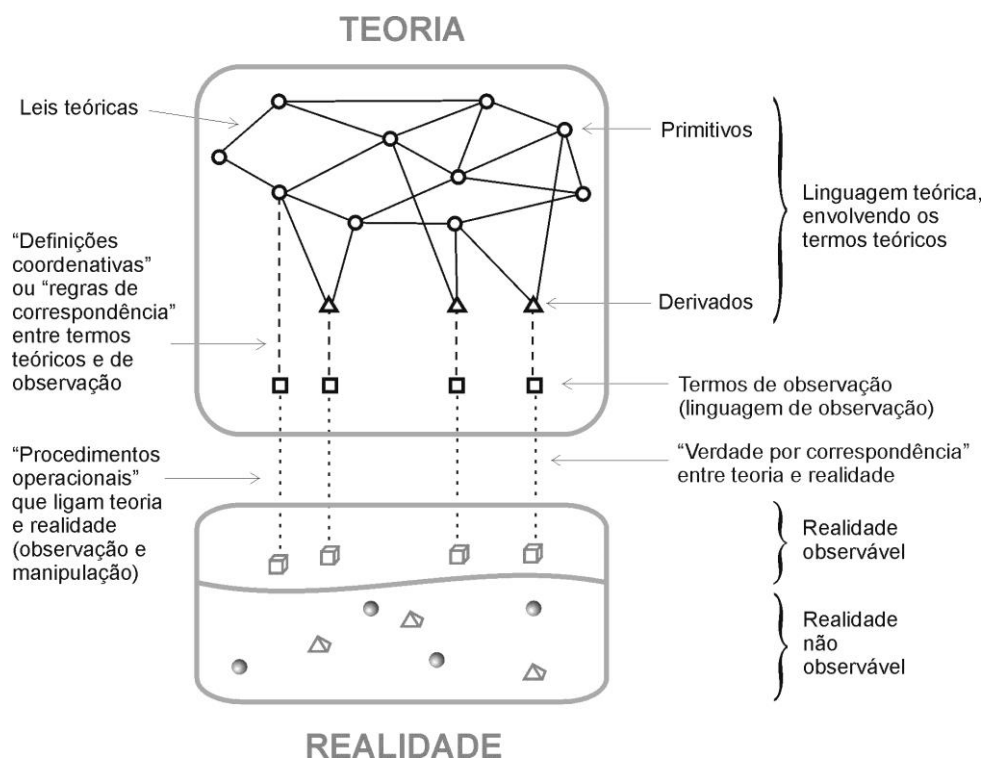 TEORIA
Leis teóricas
Primitivos
Linguagem teórica,
envolvendo os
termos teóricos
“Definições
coordenativas”
ou “regras de
correspondência”
entre termos
teóricos e de
observação
Derivados
Termos de observação
(linguagem de observação)
“Procedimentos
operacionais”
que ligam teoria
e realidade
(observação e
manipulação)
“Verdade por correspondência”
entre teoria e realidade
Realidade
observável
Realidade
não
observável
REALIDADE